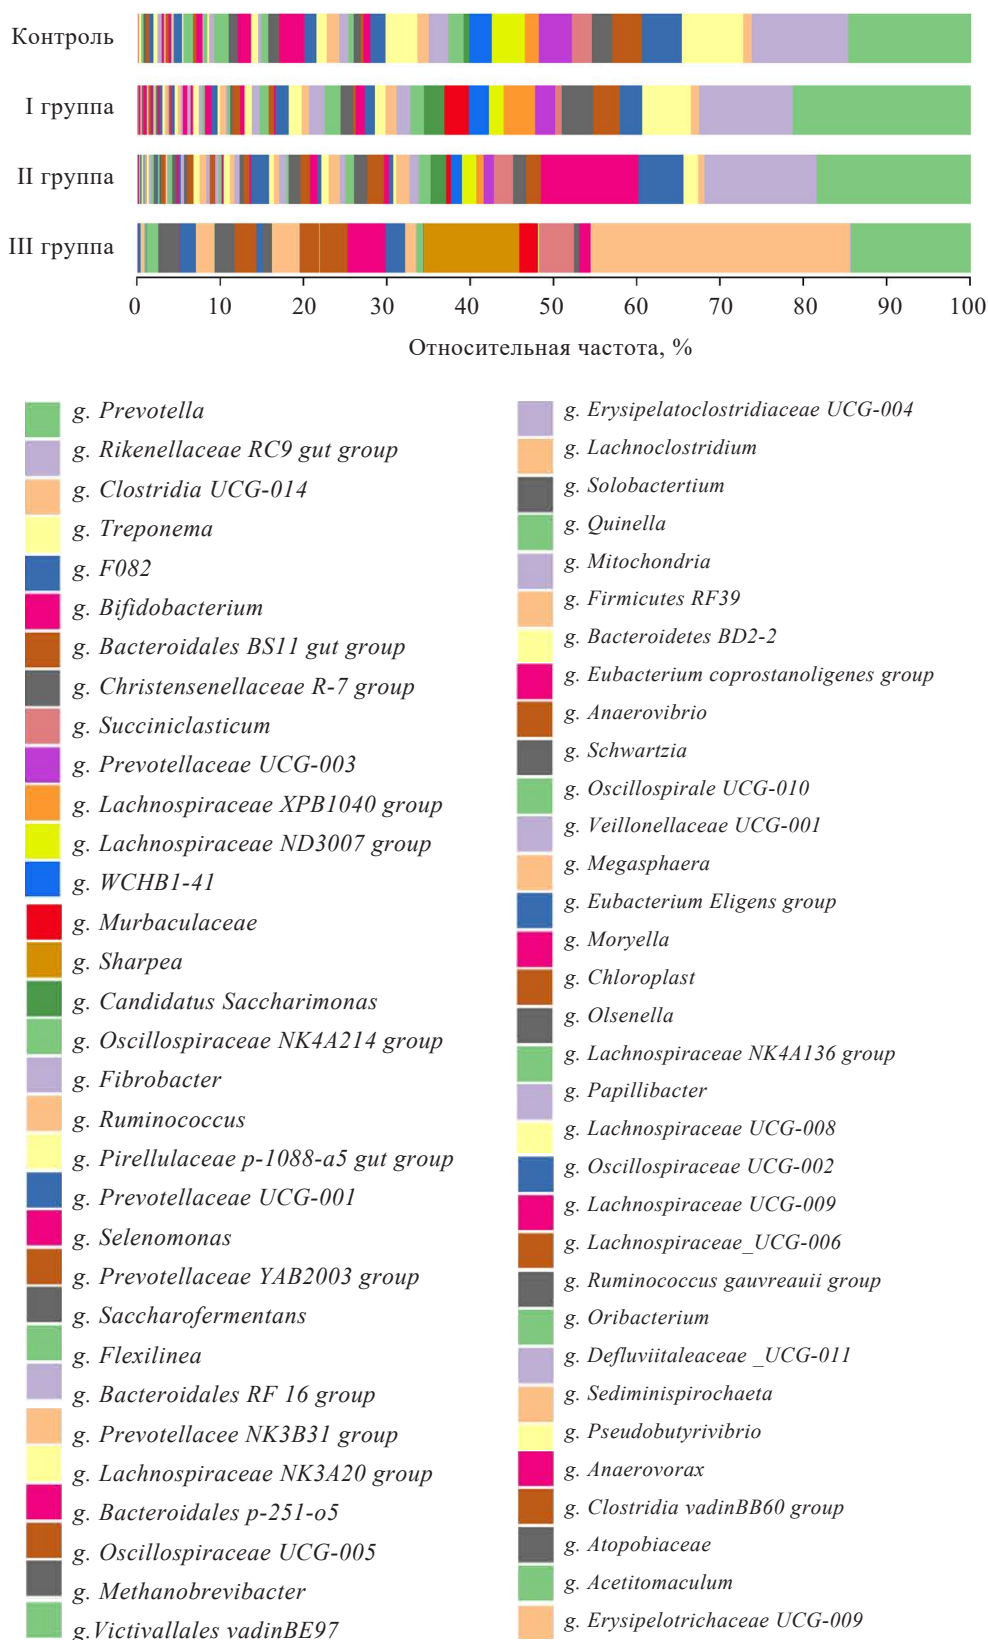 Контроль
I группа
II группа
III группа
0 10 20 30 40 50 60 70 80 90 100
Относительная частота, %
g. Prevotella
g. Rikenellaceae RC9 gut group
g. Clostridia UCG-014
g. Treponema
g. F082
g. Bifidobacterium
g. Bacteroidales BS11 gut group
g. Christensenellaceae R-7 group
g. Succiniclasticum
g. Prevotellaceae UCG-003
g. Lachnospiraceae XPB1040 group
g. Lachnospiraceae ND3007 group
g. WCHB1-41
g. Murbaculaceae
g. Sharpea
g. Candidatus Saccharimonas
g. Oscillospiraceae NK4A214 group
g. Fibrobacter
g. Ruminococcus
g. Pirellulaceae p-1088-a5 gut group
g. Prevotellaceae UCG-001
g. Selenomonas
g. Prevotellaceae YAB2003 group
g. Saccharofermentans
g. Flexilinea
g. Bacteroidales RF 16 group
g. Prevotellacee NK3B31 group
g. Lachnospiraceae NK3A20 group
g. Bacteroidales p-251-o5
g. Oscillospiraceae UCG-005
g. Methanobrevibacter
g.Victivallales vadinBE97
g. Erysipelatoclostridiaceae UCG-004
g. Lachnoclostridium
g. Solobactertium
g. Quinella
g. Mitochondria
g. Firmicutes RF39
g. Bacteroidetes BD2-2
g. Eubacterium coprostanoligenes group
g. Anaerovibrio
g. Schwartzia
g. Oscillospirale UCG-010
g. Veillonellaceae UCG-001
g. Megasphaera
g. Eubacterium Eligens group
g. Moryella
g. Chloroplast
g. Olsenella
g. Lachnospiraceae NK4A136 group
g. Papillibacter
g. Lachnospiraceae UCG-008
g. Oscillospiraceae UCG-002
g. Lachnospiraceae UCG-009
g. Lachnospiraceae_UCG-006
g. Ruminococcus gauvreauii group
g. Oribacterium
g. Defluviitaleaceae _UCG-011
g. Sediminispirochaeta
g. Pseudobutyrivibrio
g. Anaerovorax
g. Clostridia vadinBB60 group
g. Atopobiaceae
g. Acetitomaculum
g. Erysipelotrichaceae UCG-009